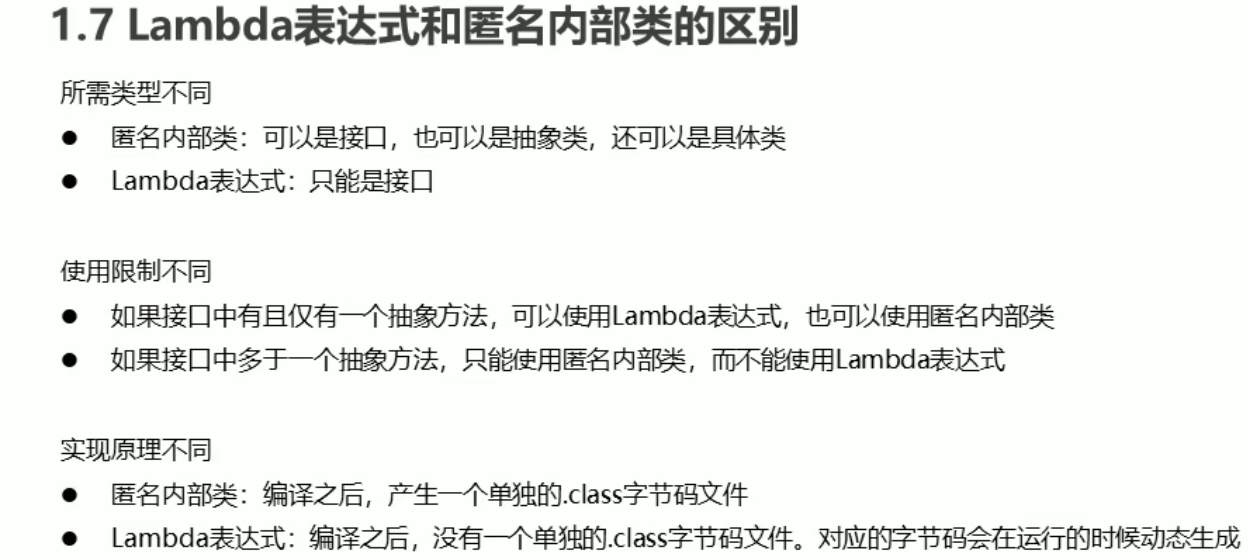 1.7 Lambda表达式和匿名内部类的区别
所需类型不同
● 匿名内部类：可以是接口，也可以是抽象类，还可以是具体类
● Lambda表达式：只能是接口
使用限制不同
● 如果接口中有且仅有一个抽象方法，可以使用Lambda表达式，也可以使用匿名内部类
● 如果接口中多于一个抽象方法，只能使用匿名内部类，而不能使用Lambda表达式
实现原理不同
● 匿名内部类：编译之后，产生一个单独的.class字节码文件
● Lambda表达式：编译之后，没有一个单独的.class字节码文件。对应的字节码会在运行的时候动态生成